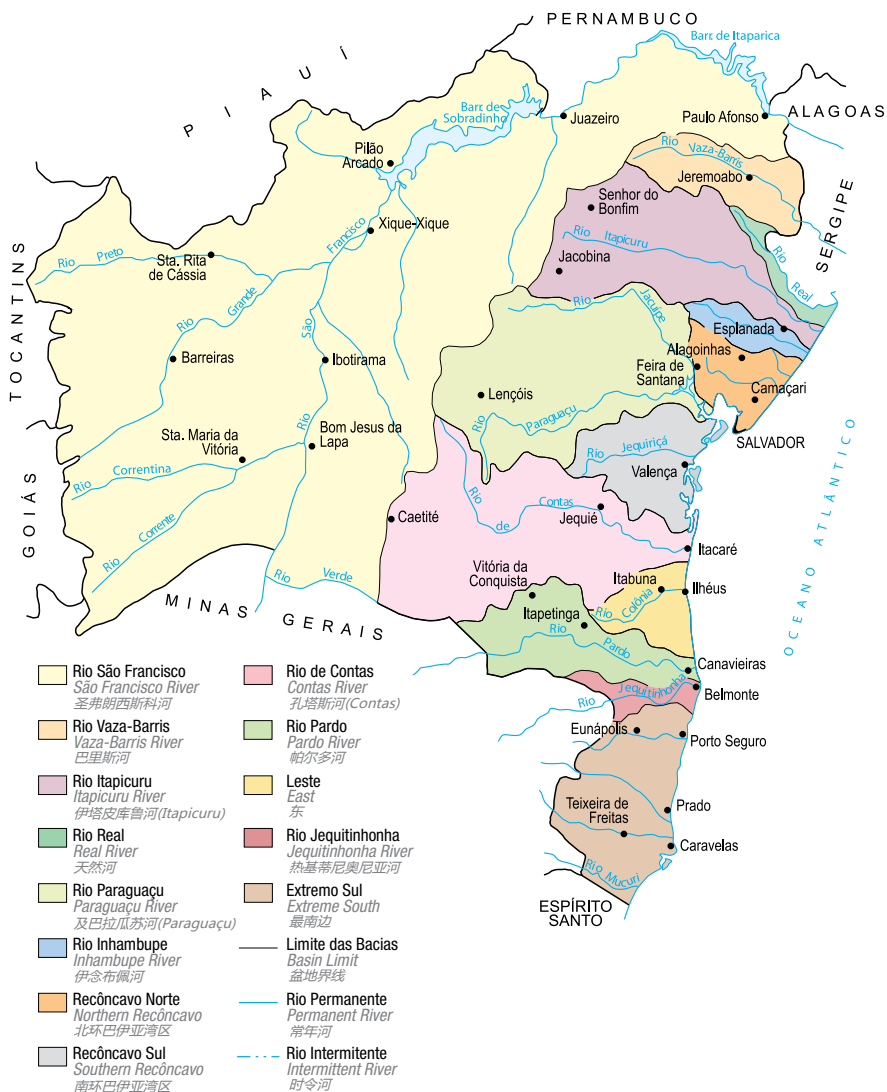 PERNAMBUCO
Barr. de Itaparica
PIAUÍ
Barr. de
Sobradinho
Juazeiro
Paulo Afonso
ALAGOAS
Pilão
Arcado
Rio Vaza-Barris
Jeremoabo
SERGIPE
Senhor do
Bonfim
Xique-Xique
Rio Itapicuru
Rio Real
Rio Preto
Sta. Rita
de Cássia
Jacobina
TOCANTINS
Rio Grande
Rio São Francisco
Rio Jacuípe
Esplanada
Barreiras
Ibotirama
Alagoinhas
Feira de
Santana
Camaçari
Lençóis
Rio Paraguaçu
SALVADOR
Sta. Maria da
Vitória
Bom Jesus da
Lapa
Rio Jequiriçá
Valença
OCEANO ATLÂNTICO
GOIÁS
Rio Correntina
Rio Corrente
Caetité
Rio de Contas
Jequié
Itacaré
Rio Verde
MINAS GERAIS
Vitória da
Conquista
Itabuna
Ilhéus
Rio Colônia
Itapetinga
Rio Pardo
Canavieiras
Rio Jequitinhonha
Belmonte
Eunápolis
Porto Seguro
Teixeira de
Freitas
Prado
Caravelas
Rio Mucuri
ESPÍRITO
SANTO
Rio São Francisco
São Francisco River
圣弗朗西斯科河
Rio Vaza-Barris
Vaza-Barris River
巴里斯河
Rio Itapicuru
Itapicuru River
伊塔皮库鲁河(Itapicuru)
Rio Real
Real River
天然河
Rio Paraguaçu
Paraguaçu River
及巴拉瓜苏河(Paraguaçu)
Rio Inhambupe
Inhambupe River
伊念布佩河
Recôncavo Norte
Northern Recôncavo
北环巴伊亚湾区
Recôncavo Sul
Southern Recôncavo
南环巴伊亚湾区
Rio de Contas
Contas River
孔塔斯河(Contas)
Rio Pardo
Pardo River
帕尔多河
Leste
East
东
Rio Jequitinhonha
Jequitinhonha River
热基蒂尼奥尼亚河
Extremo Sul
Extreme South
最南边
Limite das Bacias
Basin Limit
盆地界线
Rio Permanente
Permanent River
常年河
Rio Intermitente
Intermittent River
时令河